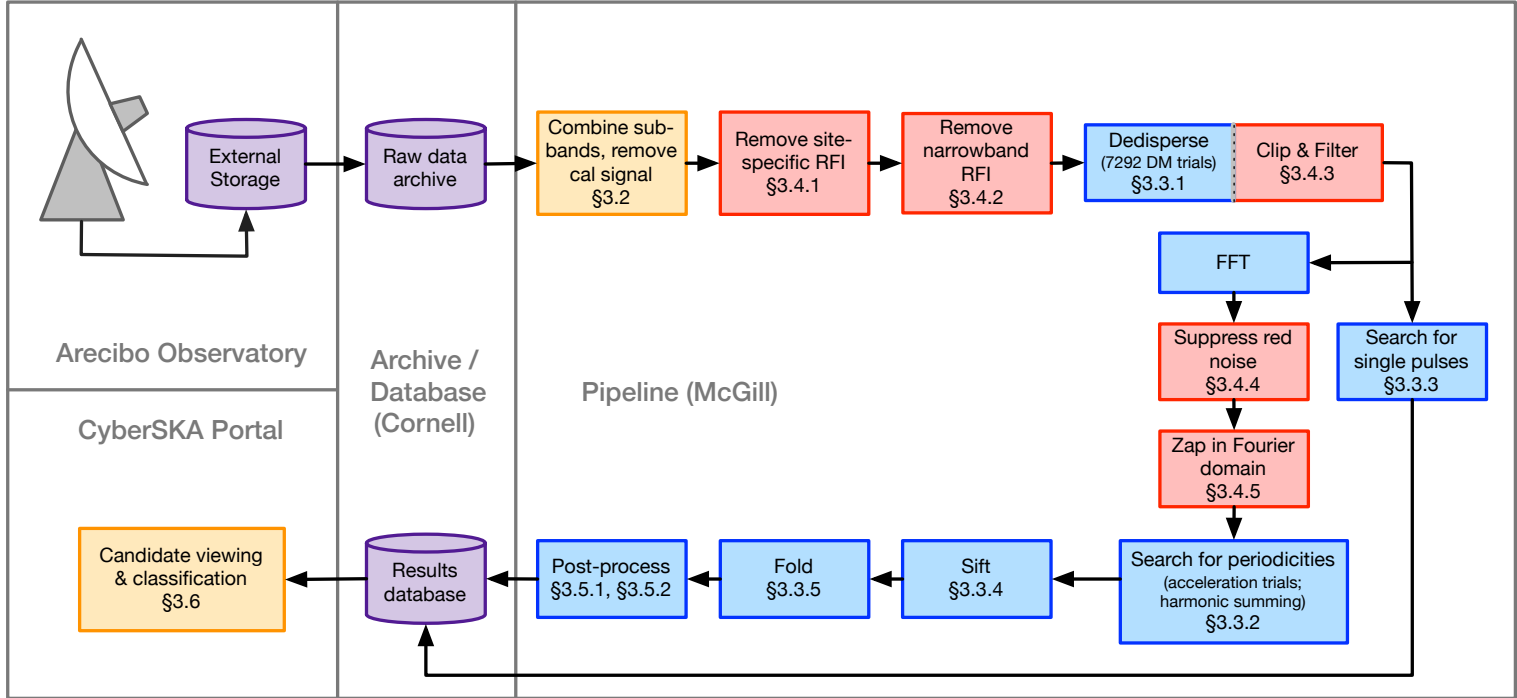 External
Storage
Raw data
archive
Combine sub-
bands, remove
cal signal
§3.2
Remove site-
specific RFI
§3.4.1
Remove
narrowband
RFI
§3.4.2
Dedisperse
(7292 DM trials)
§3.3.1
Clip & Filter
§3.4.3
FFT
Suppress red
noise
§3.4.4
Search for
single pulses
§3.3.3
Arecibo Observatory
Archive /
Database
(Cornell)
Pipeline (McGill)
CyberSKA Portal
Zap in Fourier
domain
§3.4.5
Candidate viewing
& classification
§3.6
Results
database
Post-process
§3.5.1, §3.5.2
Fold
§3.3.5
Sift
§3.3.4
Search for periodicities
(acceleration trials;
harmonic summing)
§3.3.2